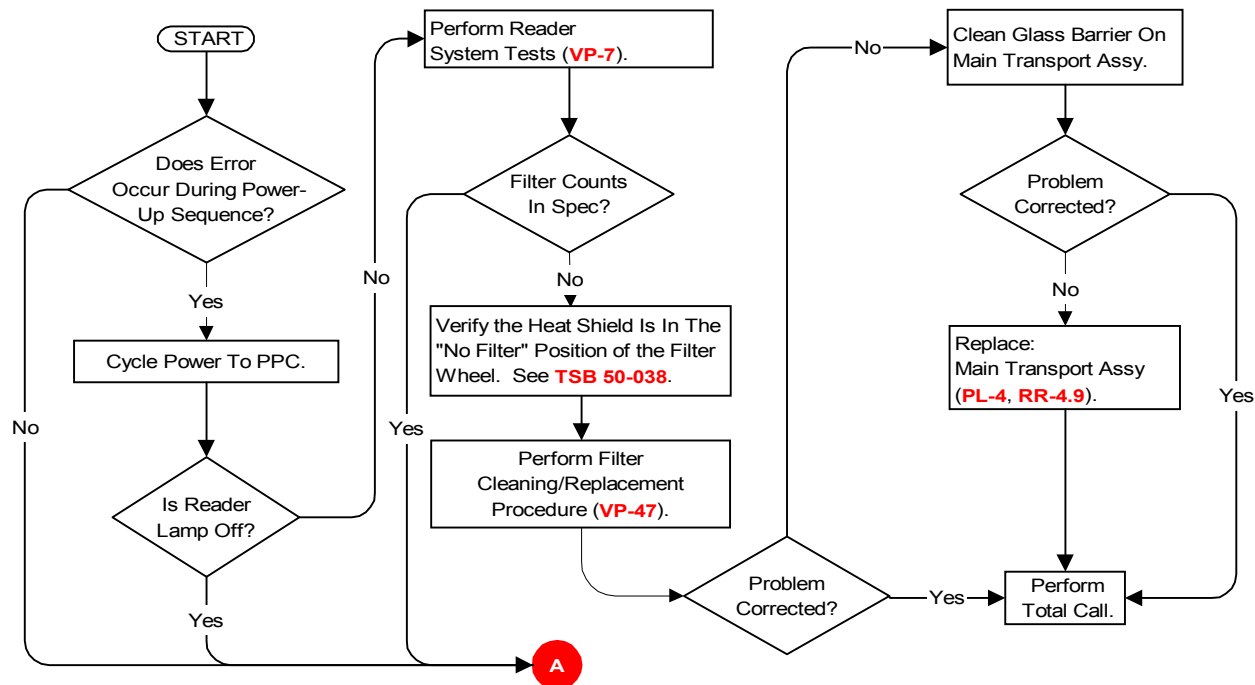 START
Does Error
Occur During Power-
Up Sequence?
No
Yes
Cycle Power To PPC.
Is Reader
Lamp Off?
Yes
No
Perform Reader
System Tests (VP-7).
Filter Counts
In Spec?
Yes
No
Verify the Heat Shield Is In The
"No Filter" Position of the Filter
Wheel. See TSB 50-038.
Perform Filter
Cleaning/Replacement
Procedure (VP-47).
Problem
Corrected?
No
Yes
Clean Glass Barrier On
Main Transport Assy.
Problem
Corrected?
No
Yes
Replace:
Main Transport Assy
(PL-4, RR-4.9).
Perform
Total Call.
A